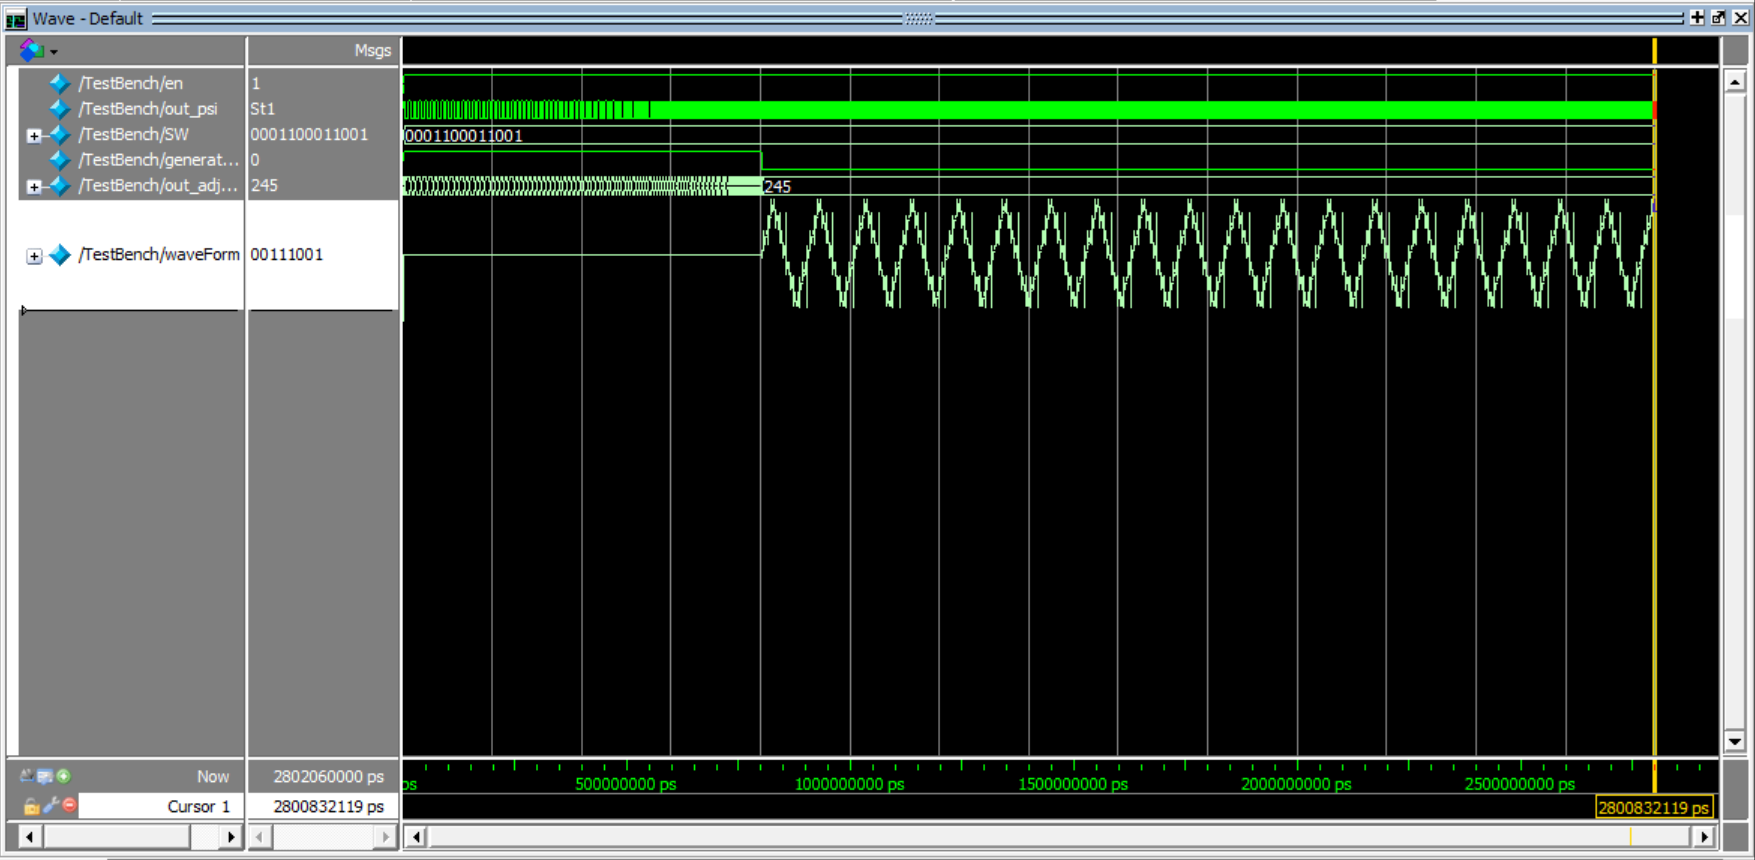 Wave - Default
Msgs
/TestBench/en 1
/TestBench/out_psi St1
/TestBench/SW 0001100011001 0001100011001
/TestBench/generat... 0
/TestBench/out_adj... 245 245
/TestBench/waveForm 00111001
Now 2802060000 ps ps 500000000 ps 1000000000 ps 1500000000 ps 2000000000 ps 2500000000 ps
Cursor 1 2800832119 ps 2800832119 ps